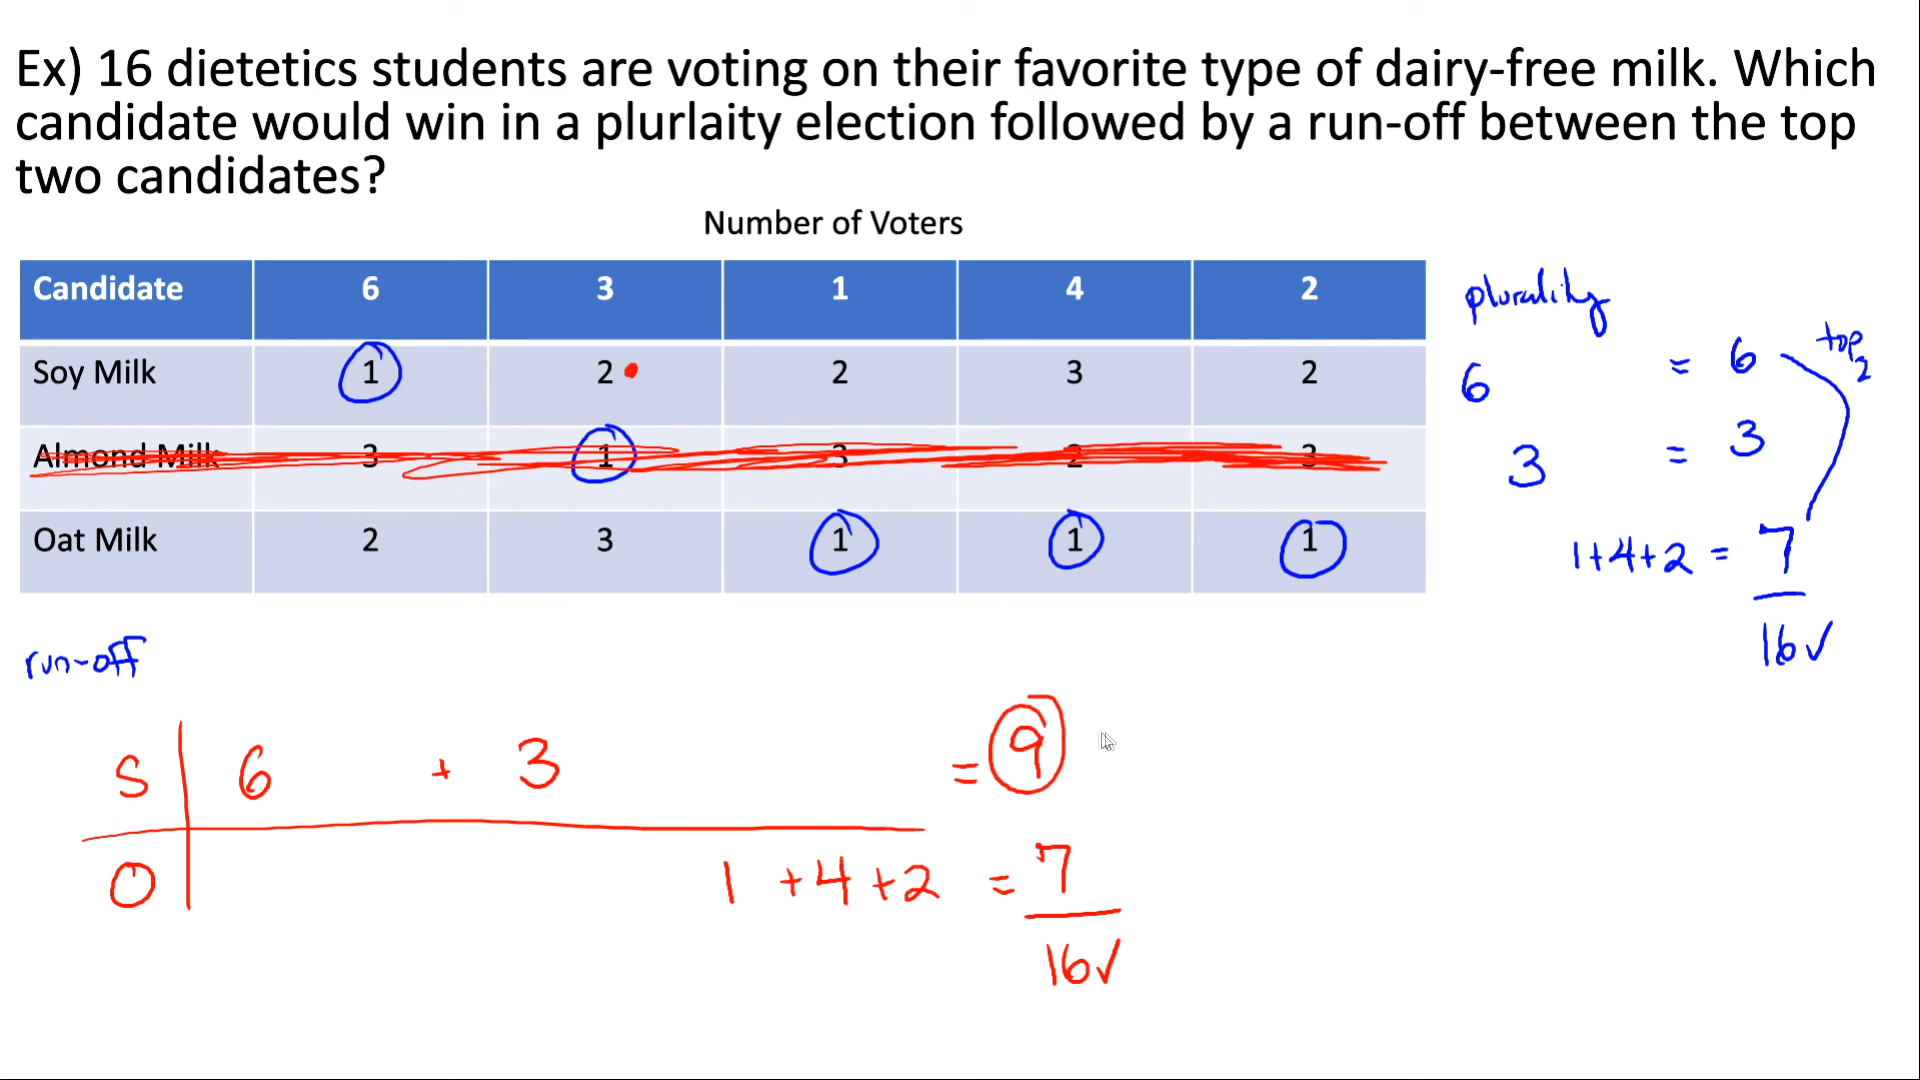 Ex) 16 dietetics students are voting on their favorite type of dairy-free milk. Which
candidate would win in a plurlaity election followed by a run-off between the top
two candidates?
Number of Voters
Candidate 6 3 1 4 2
Soy Milk 1 2 2 3 2
Almond Milk 3 1 3 2 3
Oat Milk 2 3 1 1 1
plurality
top 2
6 = 6
3 = 3
1+4+2 = 7
16✓
run-off
S 6 + 3 = 9
O 1 +4+2 = 7
16✓